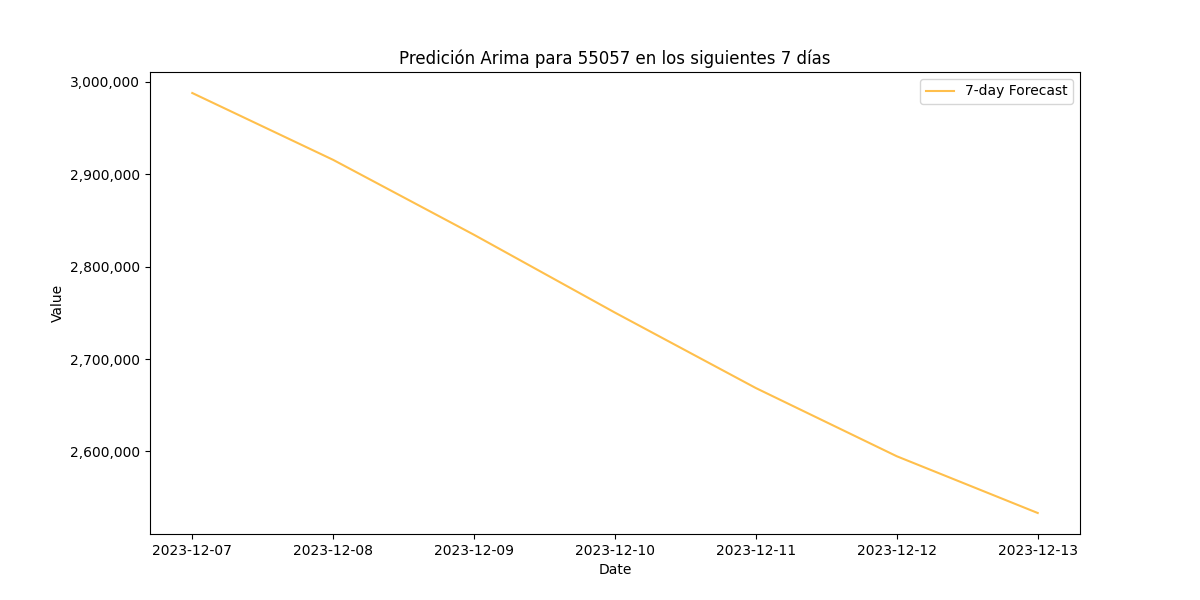 Predición Arima para 55057 en los siguientes 7 días
7-day Forecast
3,000,000
2,900,000
2,800,000
2,700,000
2,600,000
Value
2023-12-07 2023-12-08 2023-12-09 2023-12-10 2023-12-11 2023-12-12 2023-12-13
Date